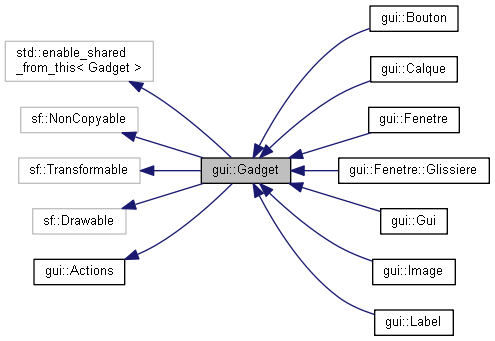 std::enable_shared
_from_this< Gadget >
sf::NonCopyable
sf::Transformable
sf::Drawable
gui::Actions
gui::Gadget
gui::Bouton
gui::Calque
gui::Fenetre
gui::Fenetre::Glissiere
gui::Gui
gui::Image
gui::Label